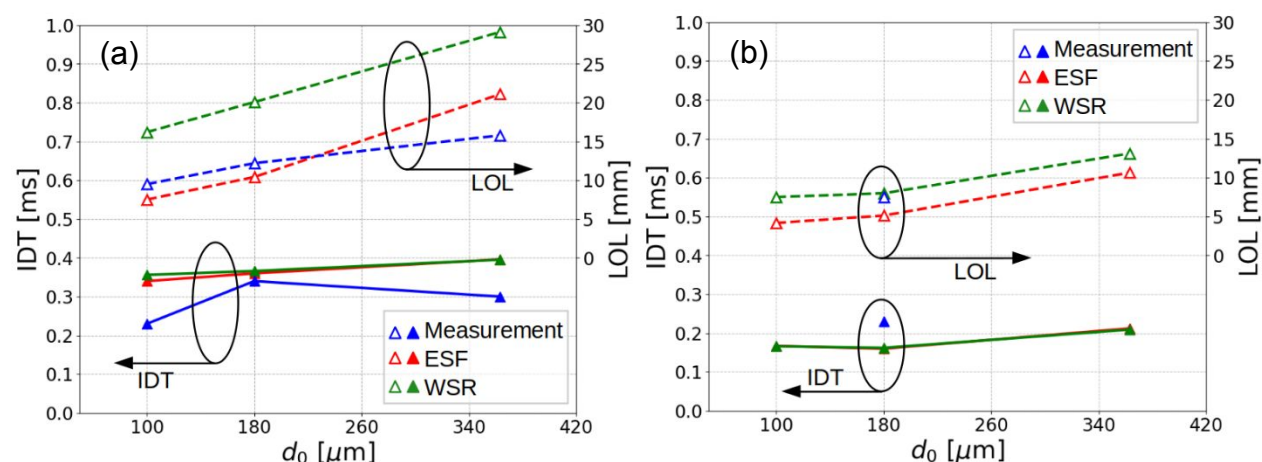 (a)
IDT [ms]
1.0
0.9
0.8
0.7
0.6
0.5
0.4
0.3
0.2
0.1
0.0
30
25
20
15
10
5
0
LOL [mm]
LOL
IDT
Measurement
ESF
WSR
100 180 260 340 420
d₀ [μm]
(b)
IDT [ms]
1.0
0.9
0.8
0.7
0.6
0.5
0.4
0.3
0.2
0.1
0.0
30
25
20
15
10
5
0
LOL [mm]
Measurement
ESF
WSR
LOL
IDT
100 180 260 340 420
d₀ [μm]